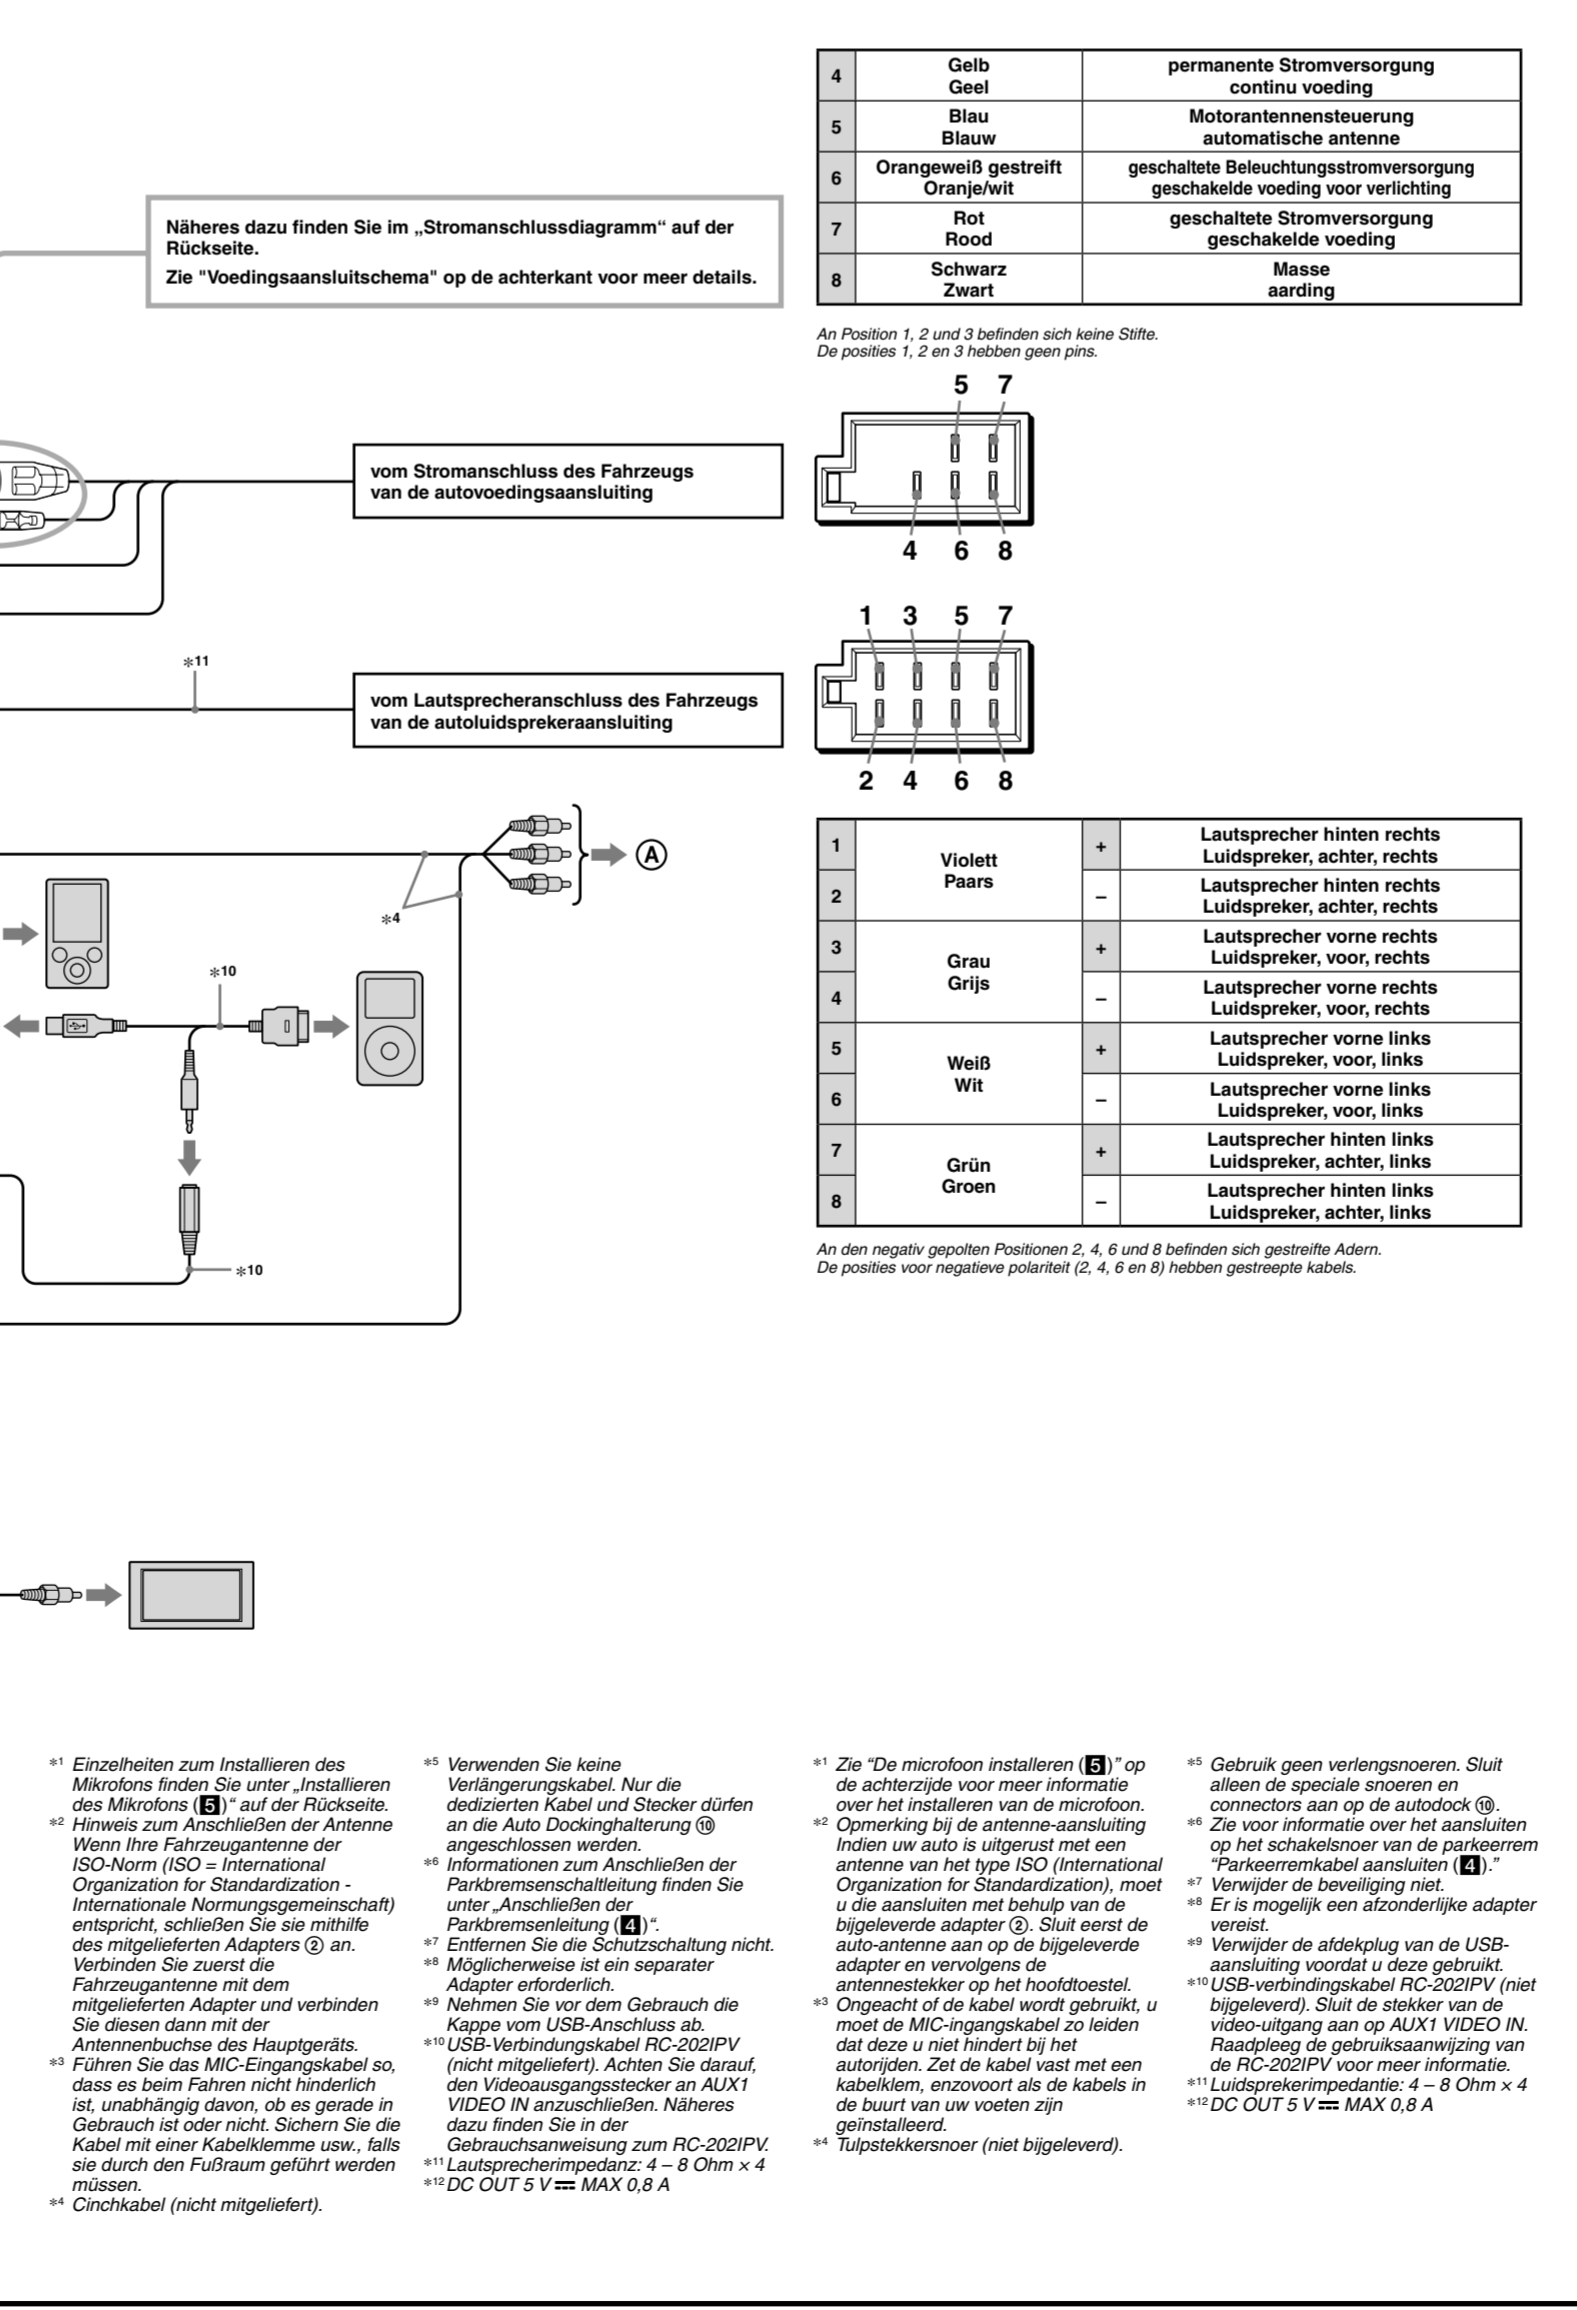 4
Gelb
Geel
permanente Stromversorgung
continu voeding
5
Blau
Blauw
Motorantennensteuerung
automatische antenne
6
Orangeweiß gestreift
Oranje/wit
geschaltete Beleuchtungsstromversorgung
geschakelde voeding voor verlichting
7
Rot
Rood
geschaltete Stromversorgung
geschakelde voeding
8
Schwarz
Zwart
Masse
aarding
An Position 1, 2 und 3 befinden sich keine Stifte.
De posities 1, 2 en 3 hebben geen pins.
Näheres dazu finden Sie im „Stromanschlussdiagramm“ auf der
Rückseite.
Zie "Voedingsaansluitschema" op de achterkant voor meer details.
5 7
vom Stromanschluss des Fahrzeugs
van de autovoedingsaansluiting
4 6 8
1 3 5 7
*11
vom Lautsprecheranschluss des Fahrzeugs
van de autoluidsprekeraansluiting
2 4 6 8
A
*4
*10
*10
1
Violett
Paars
+
Lautsprecher hinten rechts
Luidspreker, achter, rechts
2
–
Lautsprecher hinten rechts
Luidspreker, achter, rechts
3
Grau
Grijs
+
Lautsprecher vorne rechts
Luidspreker, voor, rechts
4
–
Lautsprecher vorne rechts
Luidspreker, voor, rechts
5
Weiß
Wit
+
Lautsprecher vorne links
Luidspreker, voor, links
6
–
Lautsprecher vorne links
Luidspreker, voor, links
7
Grün
Groen
+
Lautsprecher hinten links
Luidspreker, achter, links
8
–
Lautsprecher hinten links
Luidspreker, achter, links
An den negativ gepolten Positionen 2, 4, 6 und 8 befinden sich gestreifte Adern.
De posities voor negatieve polariteit (2, 4, 6 en 8) hebben gestreepte kabels.
*1 Einzelheiten zum Installieren des
Mikrofons finden Sie unter „Installieren
des Mikrofons (5)“ auf der Rückseite.
*2 Hinweis zum Anschließen der Antenne
Wenn Ihre Fahrzeugantenne der
ISO-Norm (ISO = International
Organization for Standardization -
Internationale Normungsgemeinschaft)
entspricht, schließen Sie sie mithilfe
des mitgelieferten Adapters ② an.
Verbinden Sie zuerst die
Fahrzeugantenne mit dem
mitgelieferten Adapter und verbinden
Sie diesen dann mit der
Antennenbuchse des Hauptgeräts.
*3 Führen Sie das MIC-Eingangskabel so,
dass es beim Fahren nicht hinderlich
ist, unabhängig davon, ob es gerade in
Gebrauch ist oder nicht. Sichern Sie die
Kabel mit einer Kabelklemme usw., falls
sie durch den Fußraum geführt werden
müssen.
*4 Cinchkabel (nicht mitgeliefert).
*5 Verwenden Sie keine
Verlängerungskabel. Nur die
dedizierten Kabel und Stecker dürfen
an die Auto Dockinghalterung ⑩
angeschlossen werden.
*6 Informationen zum Anschließen der
Parkbremsenschaltleitung finden Sie
unter „Anschließen der
Parkbremsenleitung (4)“.
*7 Entfernen Sie die Schutzschaltung nicht.
*8 Möglicherweise ist ein separater
Adapter erforderlich.
*9 Nehmen Sie vor dem Gebrauch die
Kappe vom USB-Anschluss ab.
*10 USB-Verbindungskabel RC-202IPV
(nicht mitgeliefert). Achten Sie darauf,
den Videoausgangsstecker an AUX1
VIDEO IN anzuschließen. Näheres
dazu finden Sie in der
Gebrauchsanweisung zum RC-202IPV.
*11 Lautsprecherimpedanz: 4 – 8 Ohm × 4
*12 DC OUT 5 V ⎓ MAX 0,8 A
*1 Zie “De microfoon installeren (5)” op
de achterzijde voor meer informatie
over het installeren van de microfoon.
*2 Opmerking bij de antenne-aansluiting
Indien uw auto is uitgerust met een
antenne van het type ISO (International
Organization for Standardization), moet
u die aansluiten met behulp van de
bijgeleverde adapter ②. Sluit eerst de
auto-antenne aan op de bijgeleverde
adapter en vervolgens de
antennestekker op het hoofdtoestel.
*3 Ongeacht of de kabel wordt gebruikt, u
moet de MIC-ingangskabel zo leiden
dat deze u niet hindert bij het
autorijden. Zet de kabel vast met een
kabelklem, enzovoort als de kabels in
de buurt van uw voeten zijn
geïnstalleerd.
*4 Tulpstekkersnoer (niet bijgeleverd).
*5 Gebruik geen verlengsnoeren. Sluit
alleen de speciale snoeren en
connectors aan op de autodock ⑩.
*6 Zie voor informatie over het aansluiten
op het schakelsnoer van de parkeerrem
“Parkeerremkabel aansluiten (4).”
*7 Verwijder de beveiliging niet.
*8 Er is mogelijk een afzonderlijke adapter
vereist.
*9 Verwijder de afdekplug van de USB-
aansluiting voordat u deze gebruikt.
*10 USB-verbindingskabel RC-202IPV (niet
bijgeleverd). Sluit de stekker van de
video-uitgang aan op AUX1 VIDEO IN.
Raadpleeg de gebruiksaanwijzing van
de RC-202IPV voor meer informatie.
*11 Luidsprekerimpedantie: 4 – 8 Ohm × 4
*12 DC OUT 5 V ⎓ MAX 0,8 A